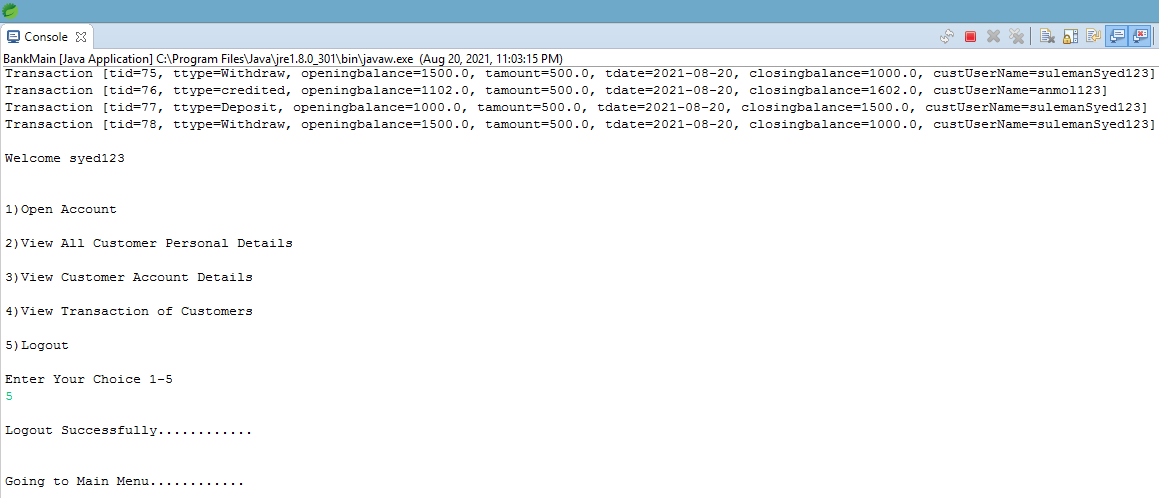 Console
BankMain [Java Application] C:\Program Files\Java\jre1.8.0_301\bin\javaw.exe (Aug 20, 2021, 11:03:15 PM)
Transaction [tid=75, ttype=Withdraw, openingbalance=1500.0, tamount=500.0, tdate=2021-08-20, closingbalance=1000.0, custUserName=sulemanSyed123]
Transaction [tid=76, ttype=credited, openingbalance=1102.0, tamount=500.0, tdate=2021-08-20, closingbalance=1602.0, custUserName=anmol123]
Transaction [tid=77, ttype=Deposit, openingbalance=1000.0, tamount=500.0, tdate=2021-08-20, closingbalance=1500.0, custUserName=sulemanSyed123]
Transaction [tid=78, ttype=Withdraw, openingbalance=1500.0, tamount=500.0, tdate=2021-08-20, closingbalance=1000.0, custUserName=sulemanSyed123]
Welcome syed123
1)Open Account
2)View All Customer Personal Details
3)View Customer Account Details
4)View Transaction of Customers
5)Logout
Enter Your Choice 1-5
5
Logout Successfully............
Going to Main Menu............